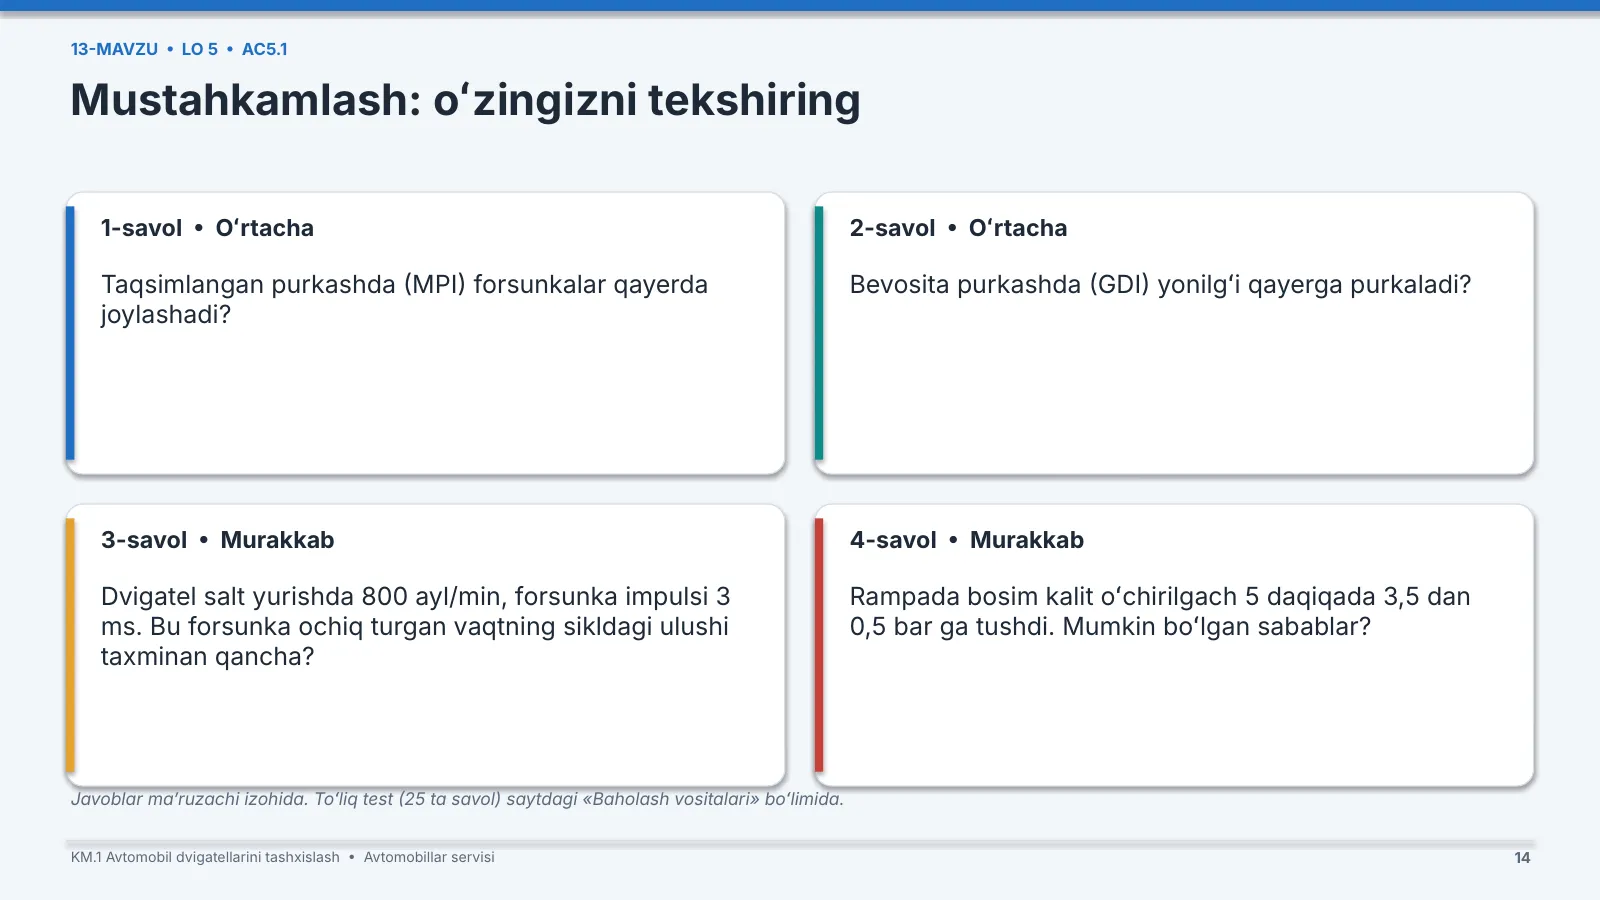 13-MAVZU • LO 5 • AC5.1
Mustahkamlash: oʻzingizni tekshiring
1-savol • Oʻrtacha
Taqsimlangan purkashda (MPI) forsunkalar qayerda
joylashadi?
2-savol • Oʻrtacha
Bevosita purkashda (GDI) yonilgʻi qayerga purkaladi?
3-savol • Murakkab
Dvigatel salt yurishda 800 ayl/min, forsunka impulsi 3
ms. Bu forsunka ochiq turgan vaqtning sikldagi ulushi
taxminan qancha?
4-savol • Murakkab
Rampada bosim kalit oʻchirilgach 5 daqiqada 3,5 dan
0,5 bar ga tushdi. Mumkin boʻlgan sabablar?
Javoblar maʼruzachi izohida. Toʻliq test (25 ta savol) saytdagi «Baholash vositalari» boʻlimida.
KM.1 Avtomobil dvigatellarini tashxislash • Avtomobillar servisi
14